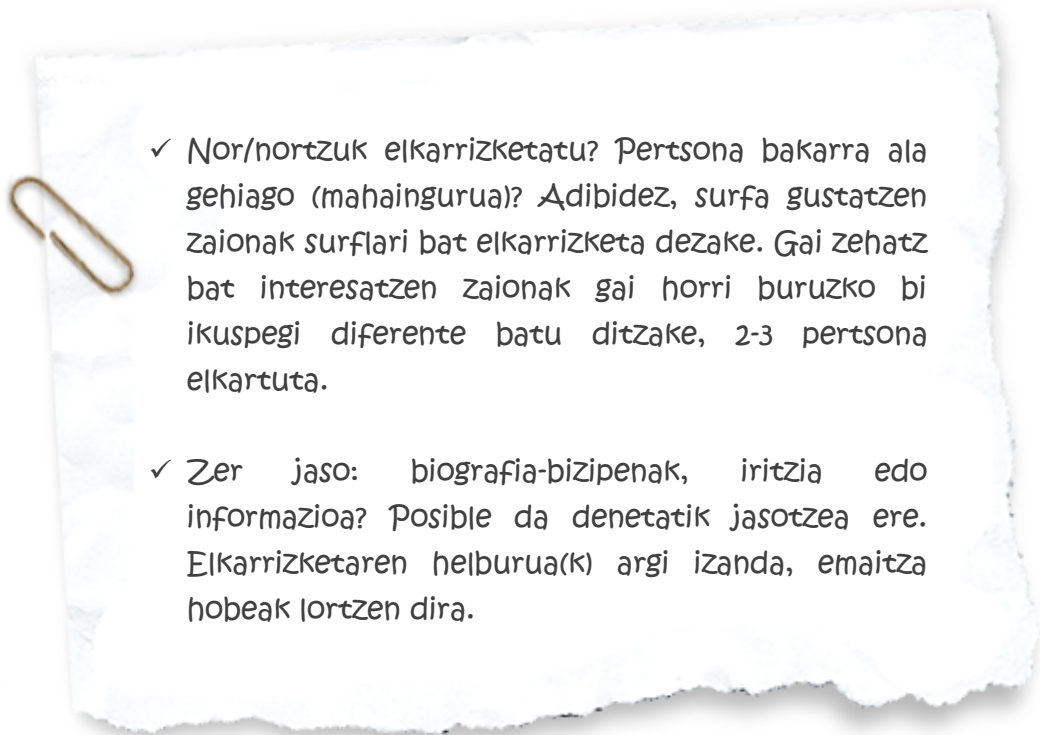 ✓ Nor/nortzuk elkarrizketatu? Pertsona bakarra ala
gehiago (mahaingurua)? Adibidez, surfa gustatzen
zaionak surflari bat elkarrizketa dezake. Gai zehatz
bat interesatzen zaionak gai horri buruzko bi
ikuspegi diferente batu ditzake, 2-3 pertsona
elkartuta.
✓ Zer jaso: biografia-bizipenak, iritzia edo
informazioa? Posible da denetatik jasotzea ere.
Elkarrizketaren helburua(k) argi izanda, emaitza
hobeak lortzen dira.